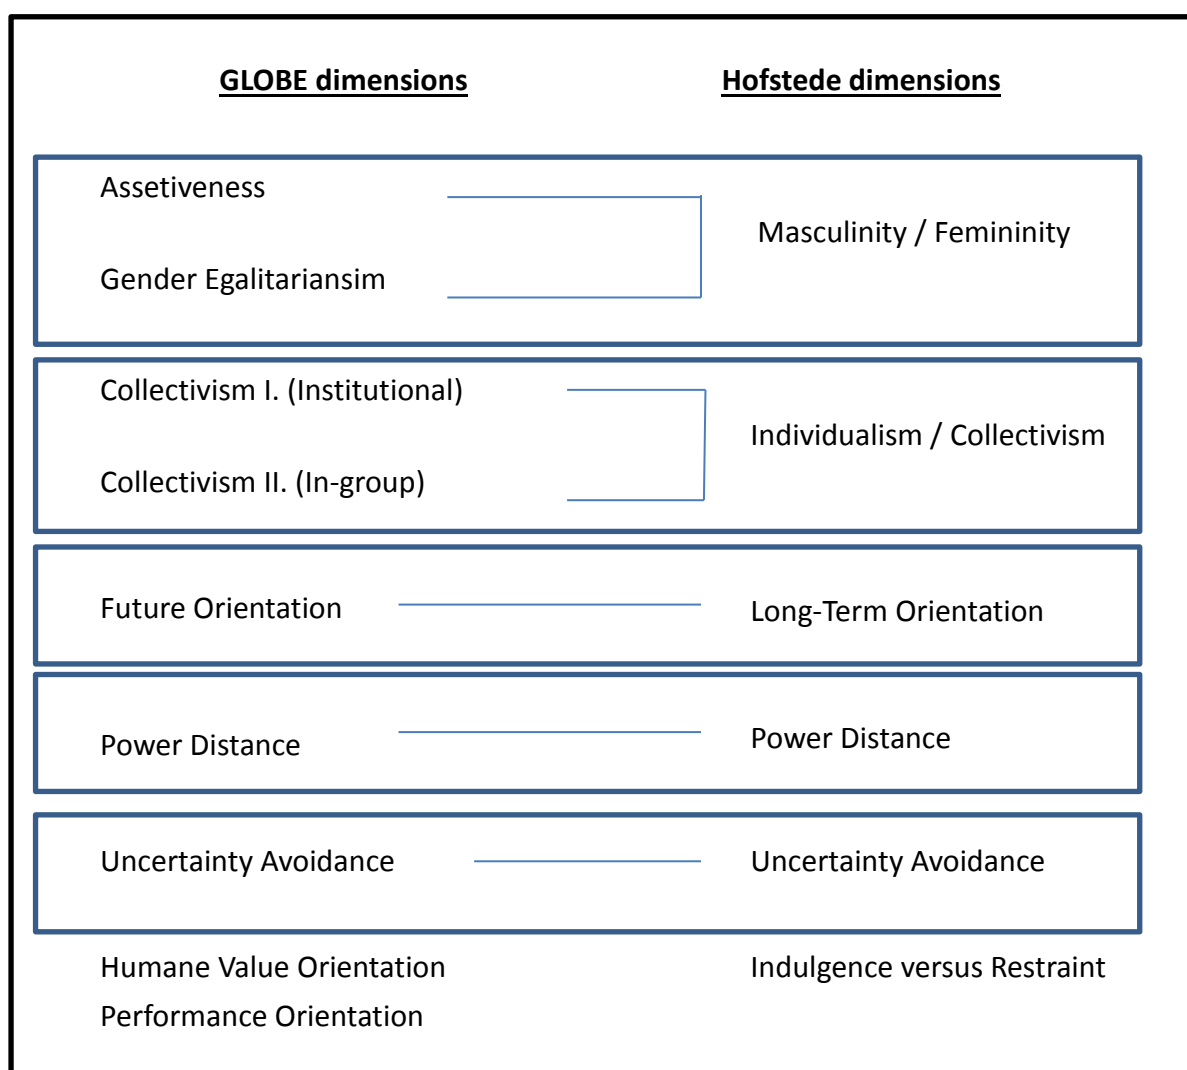 GLOBE dimensions Hofstede dimensions
Assetiveness
Masculinity / Femininity
Gender Egalitariansim
Collectivism I. (Institutional)
Individualism / Collectivism
Collectivism II. (In-group)
Future Orientation Long-Term Orientation
Power Distance Power Distance
Uncertainty Avoidance Uncertainty Avoidance
Humane Value Orientation Indulgence versus Restraint
Performance Orientation